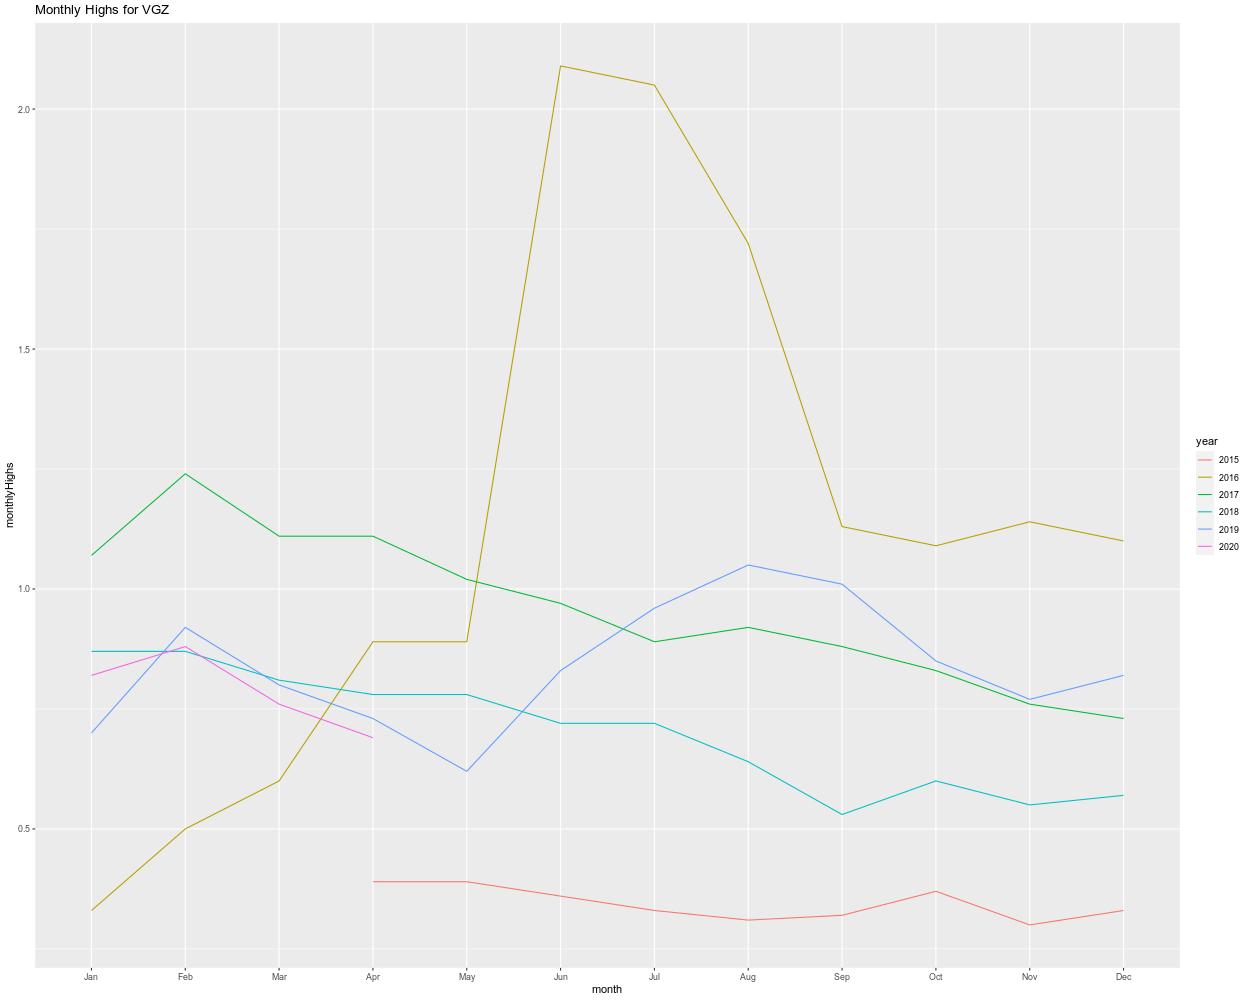 Monthly Highs for VGZ
2.0
1.5
1.0
0.5
monthlyHighs
Jan Feb Mar Apr May Jun Jul Aug Sep Oct Nov Dec
month
year
2015
2016
2017
2018
2019
2020